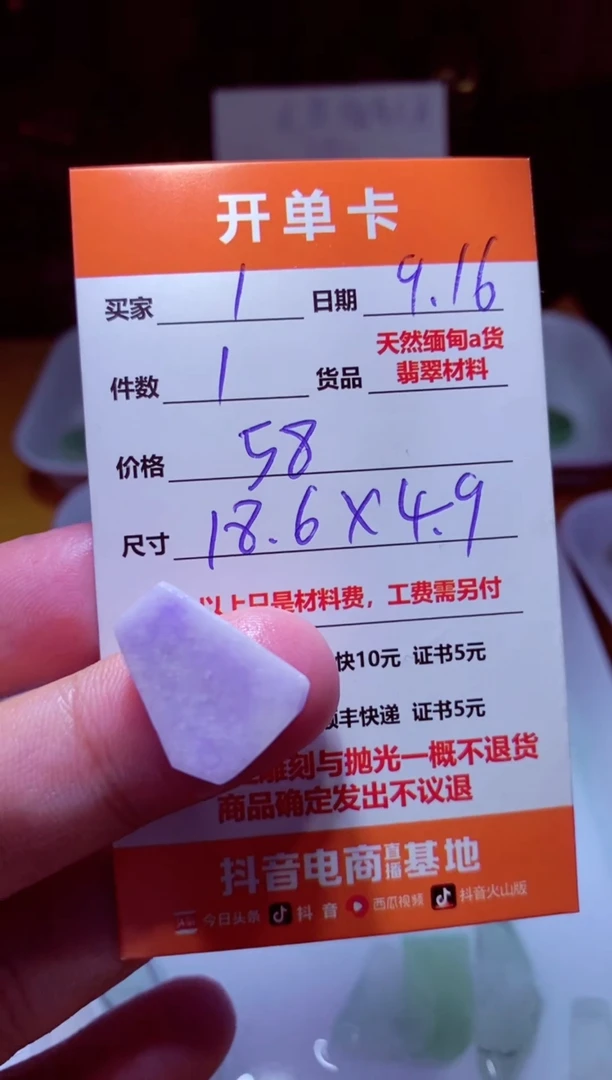 开单卡
买家 1 日期 9.16
件数 1 货品 天然缅甸a货
翡翠材料
价格 58
尺寸 18.6×4.9
以上只是材料费，工费需另付
快10元 证书5元
顺丰快递 证书5元
雕刻与抛光一概不退货
商品确定发出不议退
抖音电商直播基地
今日头条 抖音 西瓜视频 抖音火山版